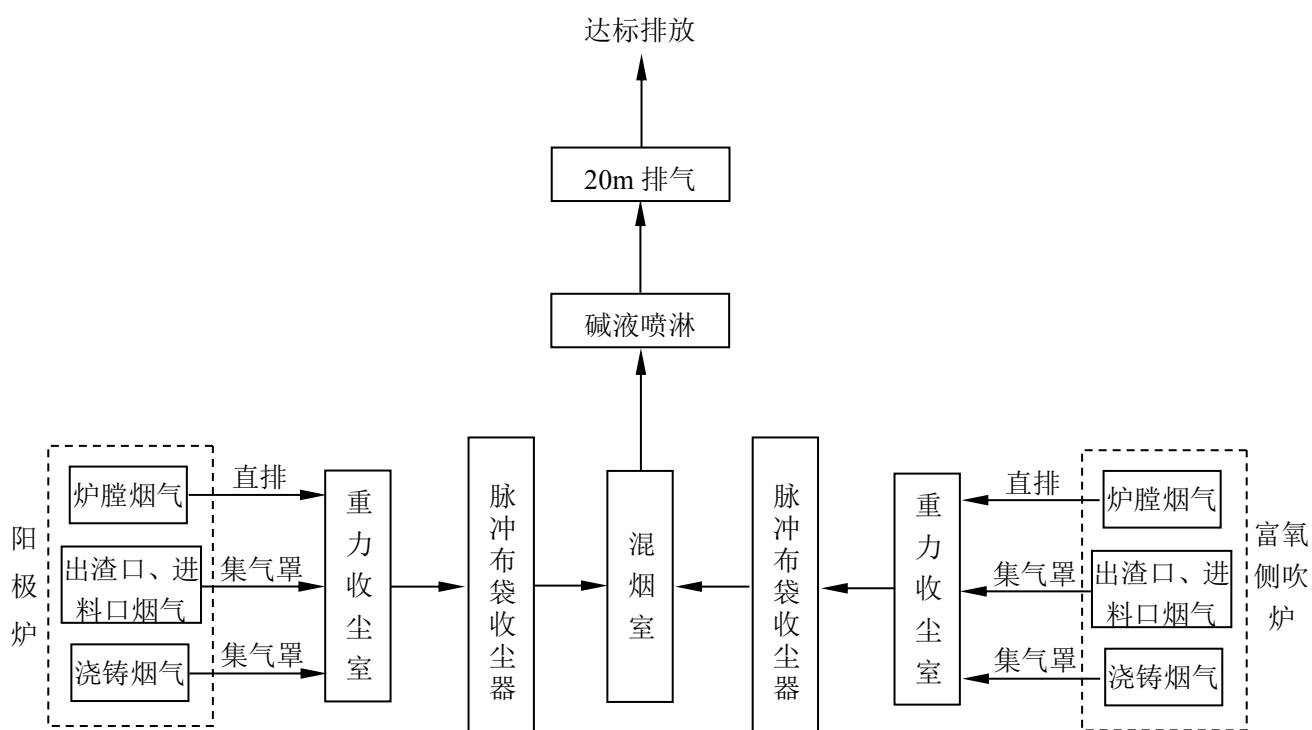 达标排放
20m 排气
碱液喷淋
阳极炉
炉膛烟气
直排
出渣口、进
料口烟气
集气罩
浇铸烟气
集气罩
重力收尘室
脉冲布袋收尘器
混烟室
脉冲布袋收尘器
重力收尘室
直排
炉膛烟气
集气罩
出渣口、进
料口烟气
集气罩
浇铸烟气
富氧
侧吹
炉